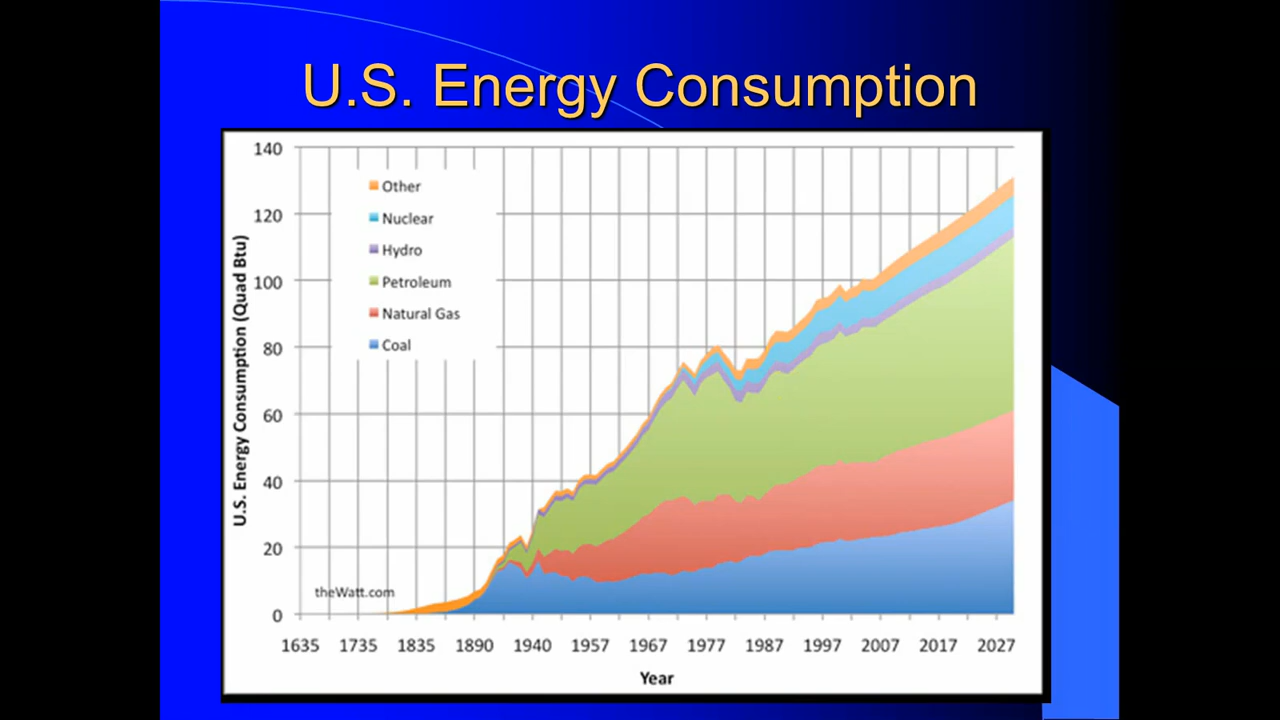 U.S. Energy Consumption
140
120
100
80
60
40
20
0
U.S. Energy Consumption (Quad Btu)
Other
Nuclear
Hydro
Petroleum
Natural Gas
Coal
theWatt.com
1635 1735 1835 1890 1940 1957 1967 1977 1987 1997 2007 2017 2027
Year